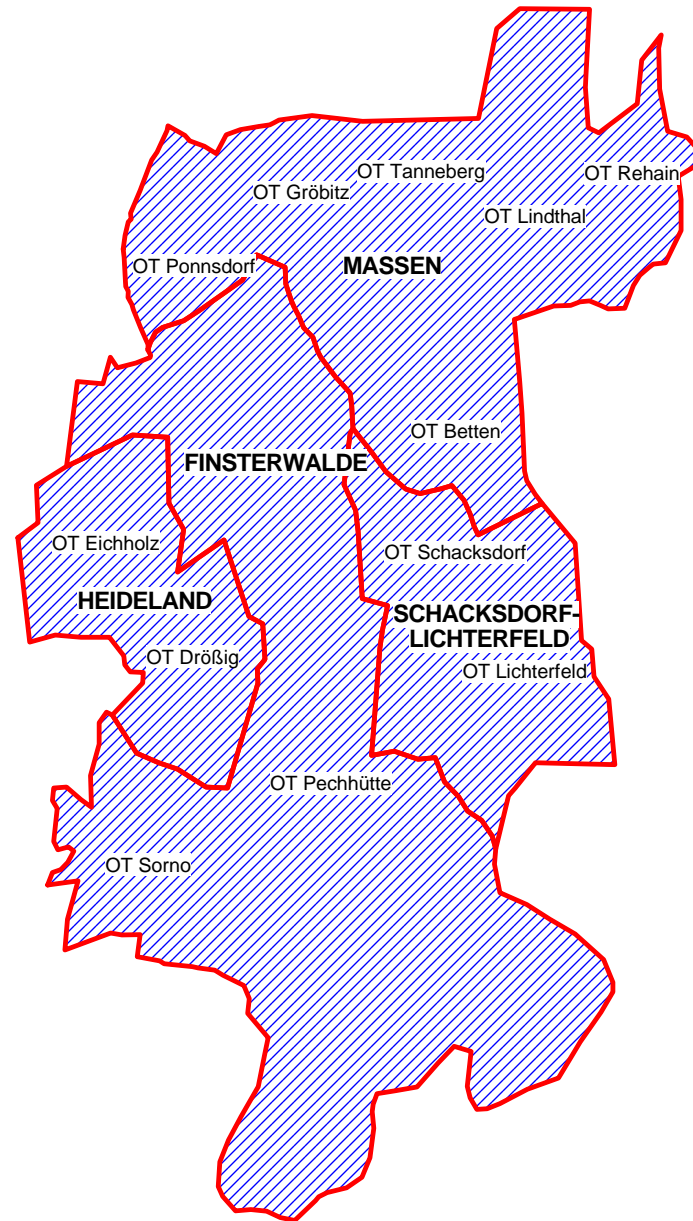 OT Tanneberg
OT Rehain
OT Gröbitz
OT Lindthal
OT Ponnsdorf
MASSEN
OT Betten
FINSTERWALDE
OT Eichholz
OT Schacksdorf
HEIDELAND
SCHACKSDORF-
LICHTERFELD
OT Drößig
OT Lichterfeld
OT Pechhütte
OT Sorno